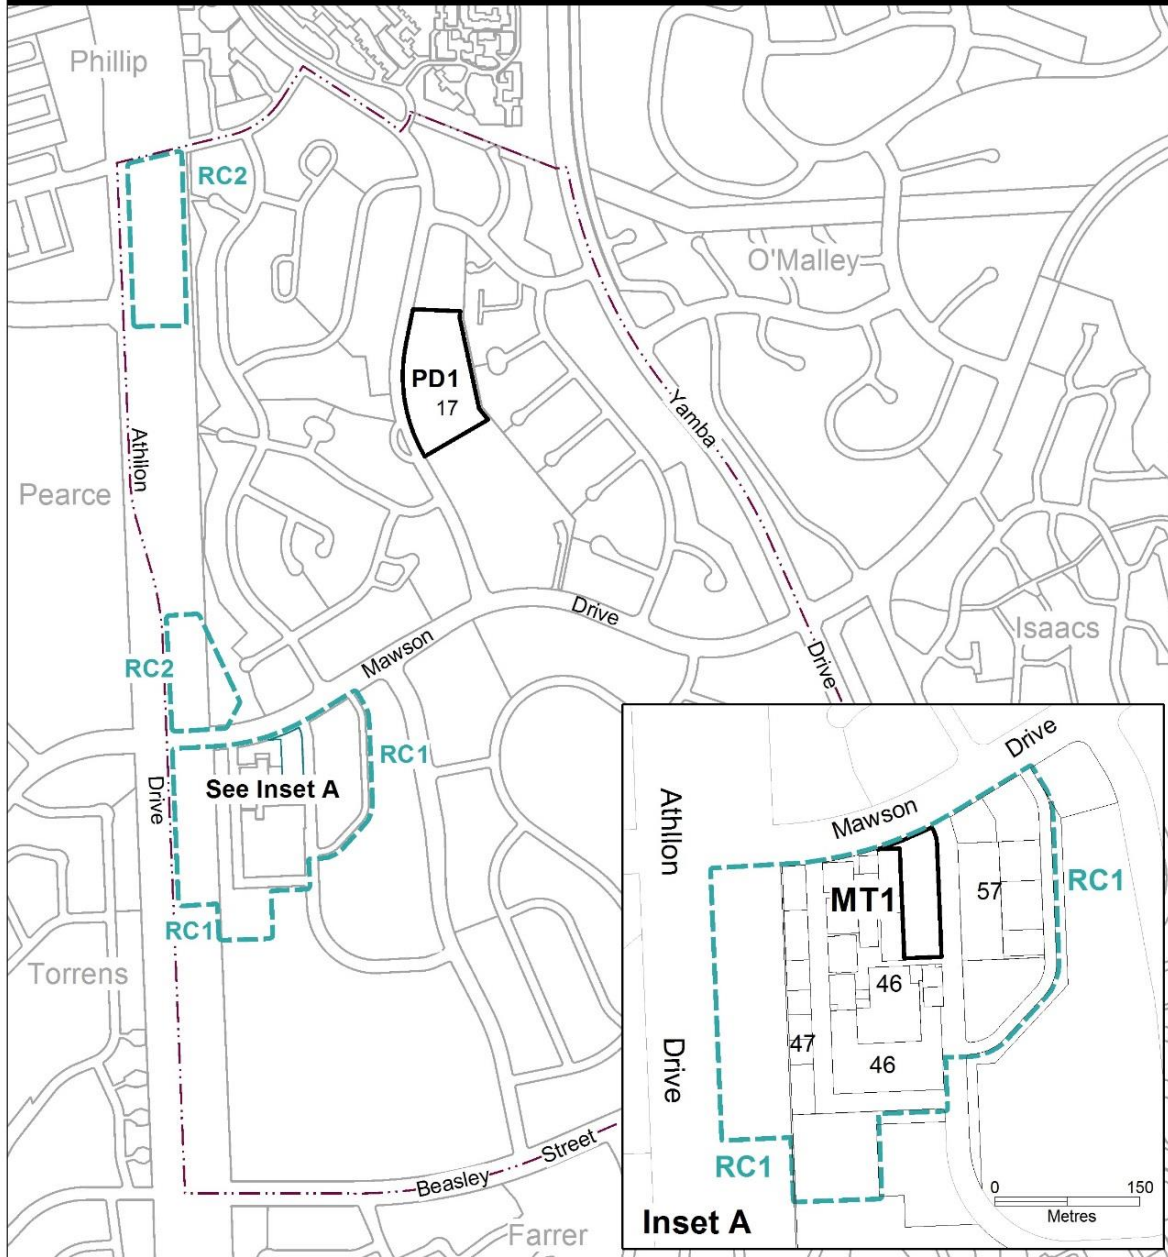 Phillip
RC2
O'Malley
PD1
17
Athllon
Yamba
Pearce
Drive
Isaacs
Mawson
RC2
Drive
RC1
See Inset A
Drive
RC1
Torrens
Beasley
Street
Farrer
Drive
Mawson
Athllon
MT1
57
RC1
46
47
46
Drive
RC1
0
150
Metres
Inset A